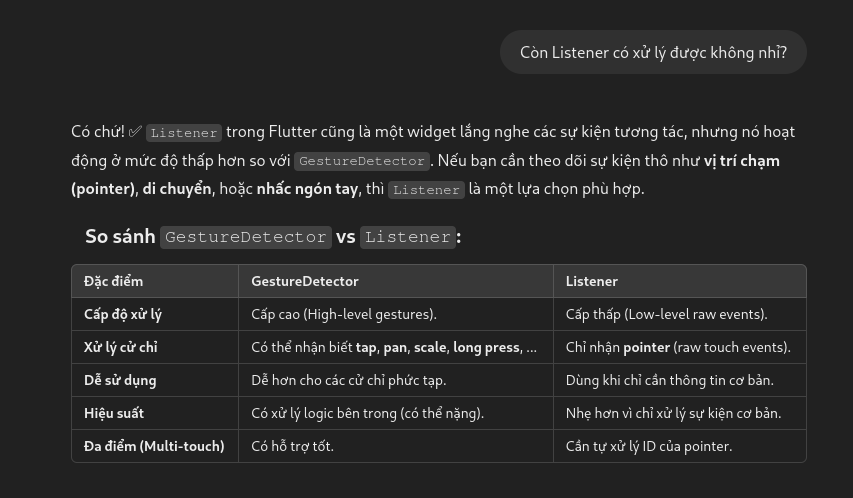 Còn Listener có xử lý được không nhỉ?
Có chứ! ✅ Listener trong Flutter cũng là một widget lắng nghe các sự kiện tương tác, nhưng nó hoạt
động ở mức độ thấp hơn so với GestureDetector. Nếu bạn cần theo dõi sự kiện thô như vị trí chạm
(pointer), di chuyển, hoặc nhấc ngón tay, thì Listener là một lựa chọn phù hợp.
So sánh GestureDetector vs Listener:
Đặc điểm GestureDetector Listener
Cấp độ xử lý Cấp cao (High-level gestures). Cấp thấp (Low-level raw events).
Xử lý cử chỉ Có thể nhận biết tap, pan, scale, long press, ... Chỉ nhận pointer (raw touch events).
Dễ sử dụng Dễ hơn cho các cử chỉ phức tạp. Dùng khi chỉ cần thông tin cơ bản.
Hiệu suất Có xử lý logic bên trong (có thể nặng). Nhẹ hơn vì chỉ xử lý sự kiện cơ bản.
Đa điểm (Multi-touch) Có hỗ trợ tốt. Cần tự xử lý ID của pointer.